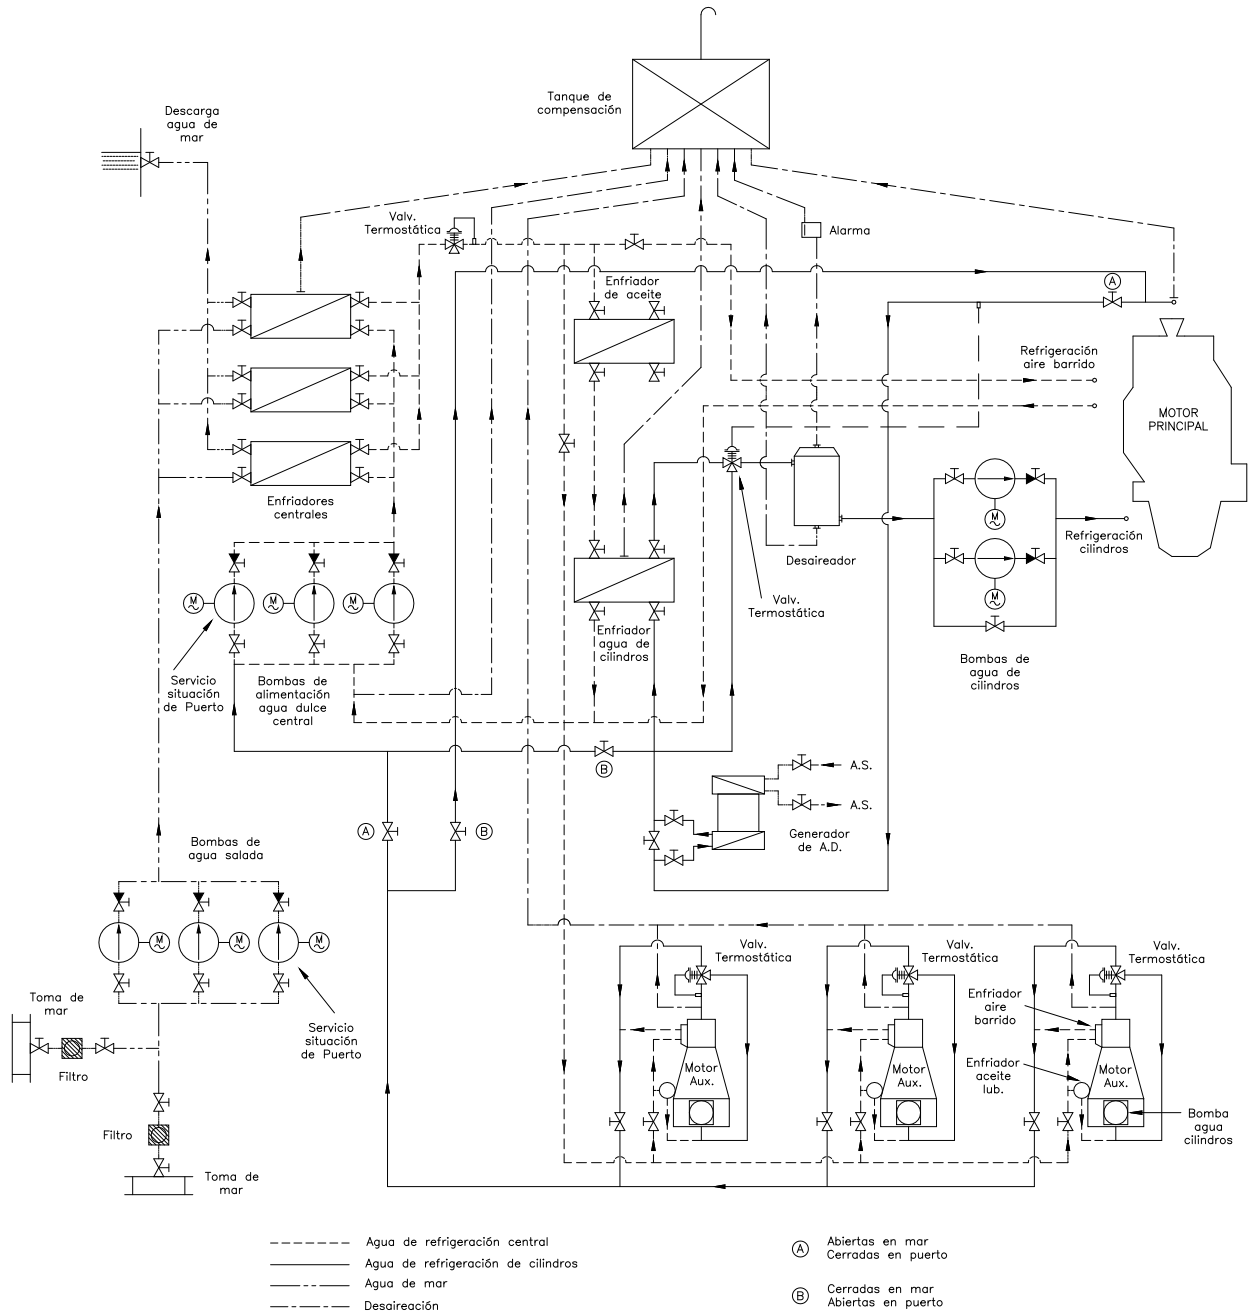 Tanque de
compensación
Descarga
agua de
mar
Valv.
Termostática
Alarma
Enfriador
de aceite
A
Refrigeración
aire barrido
MOTOR
PRINCIPAL
Enfriadores
centrales
Desaireador
Refrigeración
cilindros
M
M
M
M
M
Valv.
Termostática
Enfriador
agua de
cilindros
Servicio
situación
de Puerto
Bombas de
alimentación
agua dulce
central
Bombas de
agua de
cilindros
B
A.S.
A.S.
A
B
Generador
de A.D.
Bombas de
agua salada
M
M
M
Valv.
Termostática
Valv.
Termostática
Valv.
Termostática
Toma de
mar
Enfriador
aire
barrido
Servicio
situación
de Puerto
Filtro
Motor
Aux.
Motor
Aux.
Motor
Aux.
Enfriador
aceite
lub.
Filtro
Bomba
agua
cilindros
Toma de
mar
Agua de refrigeración central
Agua de refrigeración de cilindros
Agua de mar
Desaireación
A
Abiertas en mar
Cerradas en puerto
B
Cerradas en mar
Abiertas en puerto